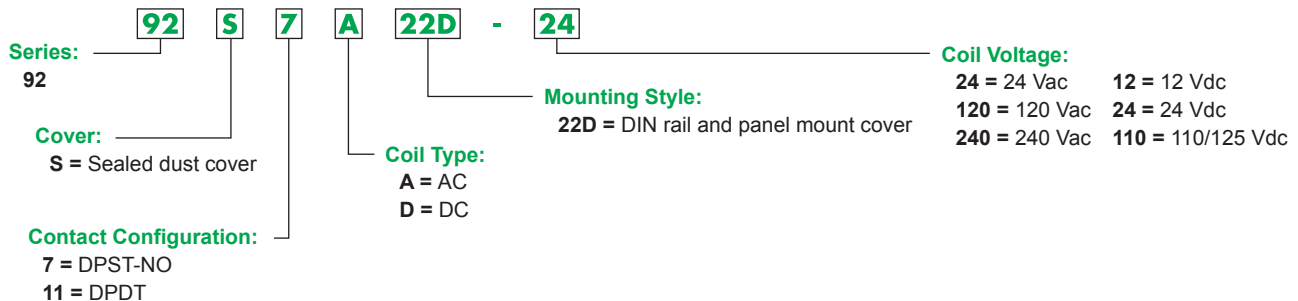 92 S 7 A 22D - 24
Series:
92
Cover:
S = Sealed dust cover
Contact Configuration:
7 = DPST-NO
11 = DPDT
Coil Type:
A = AC
D = DC
Mounting Style:
22D = DIN rail and panel mount cover
Coil Voltage:
24 = 24 Vac 12 = 12 Vdc
120 = 120 Vac 24 = 24 Vdc
240 = 240 Vac 110 = 110/125 Vdc